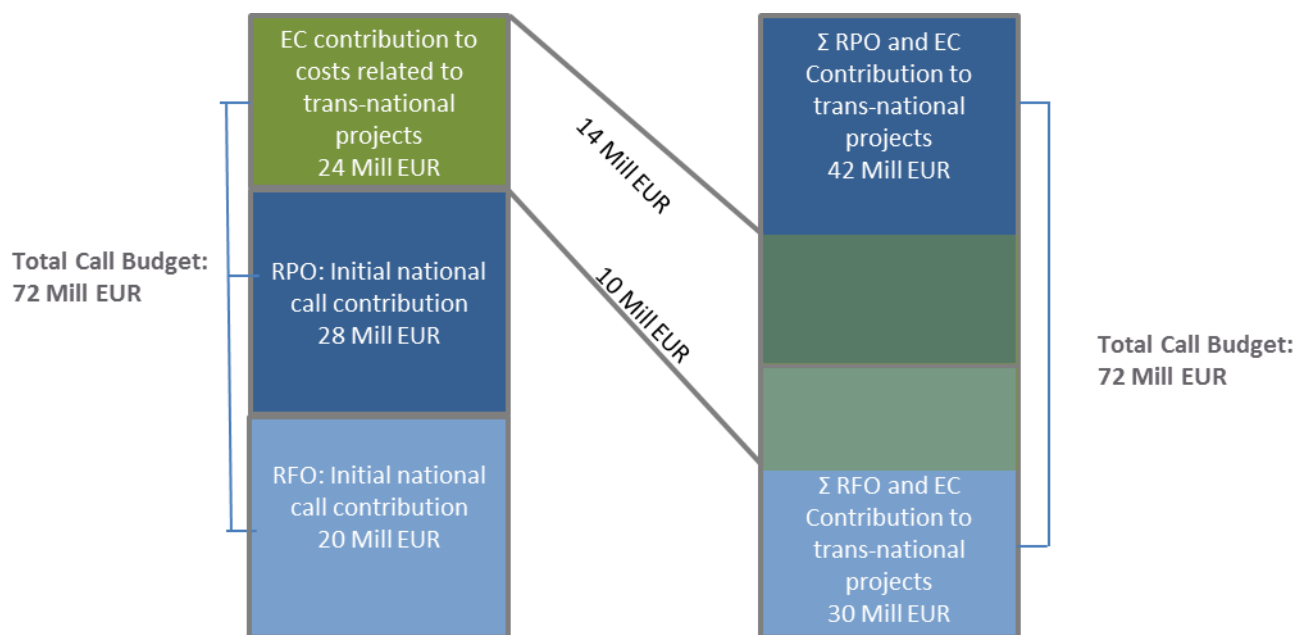 EC contribution to
costs related to
trans-national
projects
24 Mill EUR
RPO: Initial national
call contribution
28 Mill EUR
RFO: Initial national
call contribution
20 Mill EUR
Total Call Budget:
72 Mill EUR
14 Mill EUR
10 Mill EUR
Σ RPO and EC
Contribution to
trans-national
projects
42 Mill EUR
Σ RFO and EC
Contribution to
trans-national
projects
30 Mill EUR
Total Call Budget:
72 Mill EUR